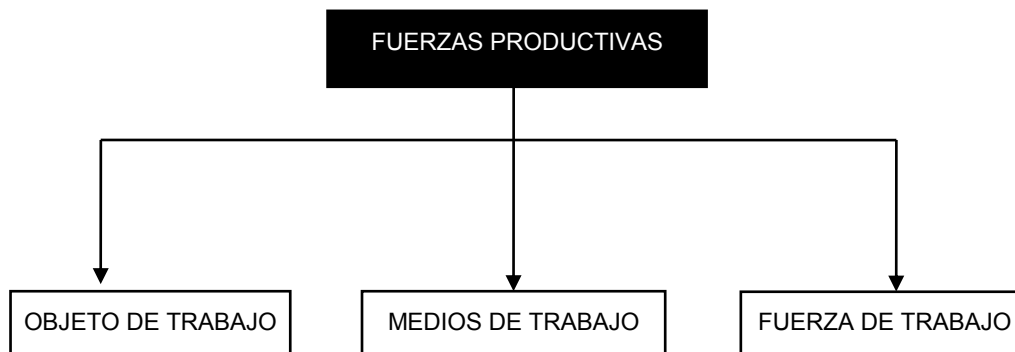 FUERZAS PRODUCTIVAS
OBJETO DE TRABAJO
MEDIOS DE TRABAJO
FUERZA DE TRABAJO